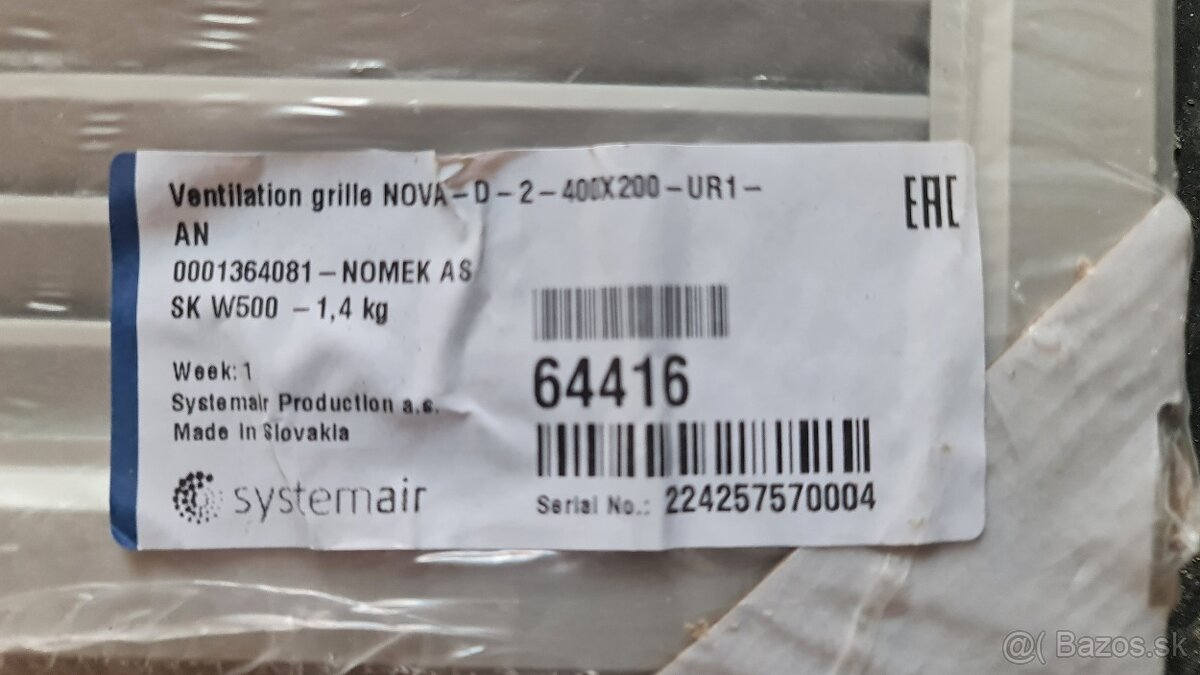 Ventilation grille NOVA-D-2-400X200-UR1-
AN
0001364081-NOMEK AS
SK W500 -1,4 kg
EAC
Week: 1
Systemair Production a.s.
Made in Slovakia
systemair
64416
Serial No.: 224257570004
@( Bazos.sk